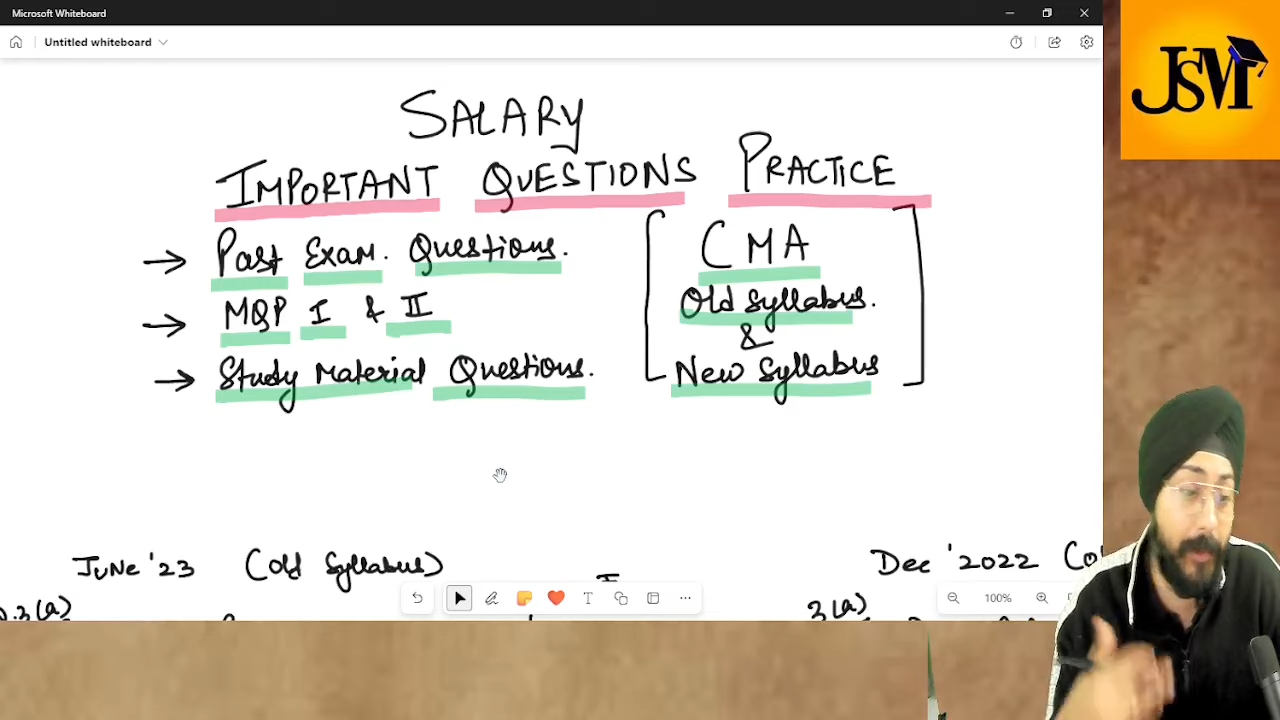 Microsoft Whiteboard
Untitled whiteboard
JSM
SALARY
IMPORTANT QUESTIONS PRACTICE
→ Past Exam. Questions.
→ MQP I & II
→ Study Material Questions.
[CMA
Old Syllabus.
&
New Syllabus]
June '23 (Old Syllabus)
Dec '2022 (O
3(a)
3(a)
100%